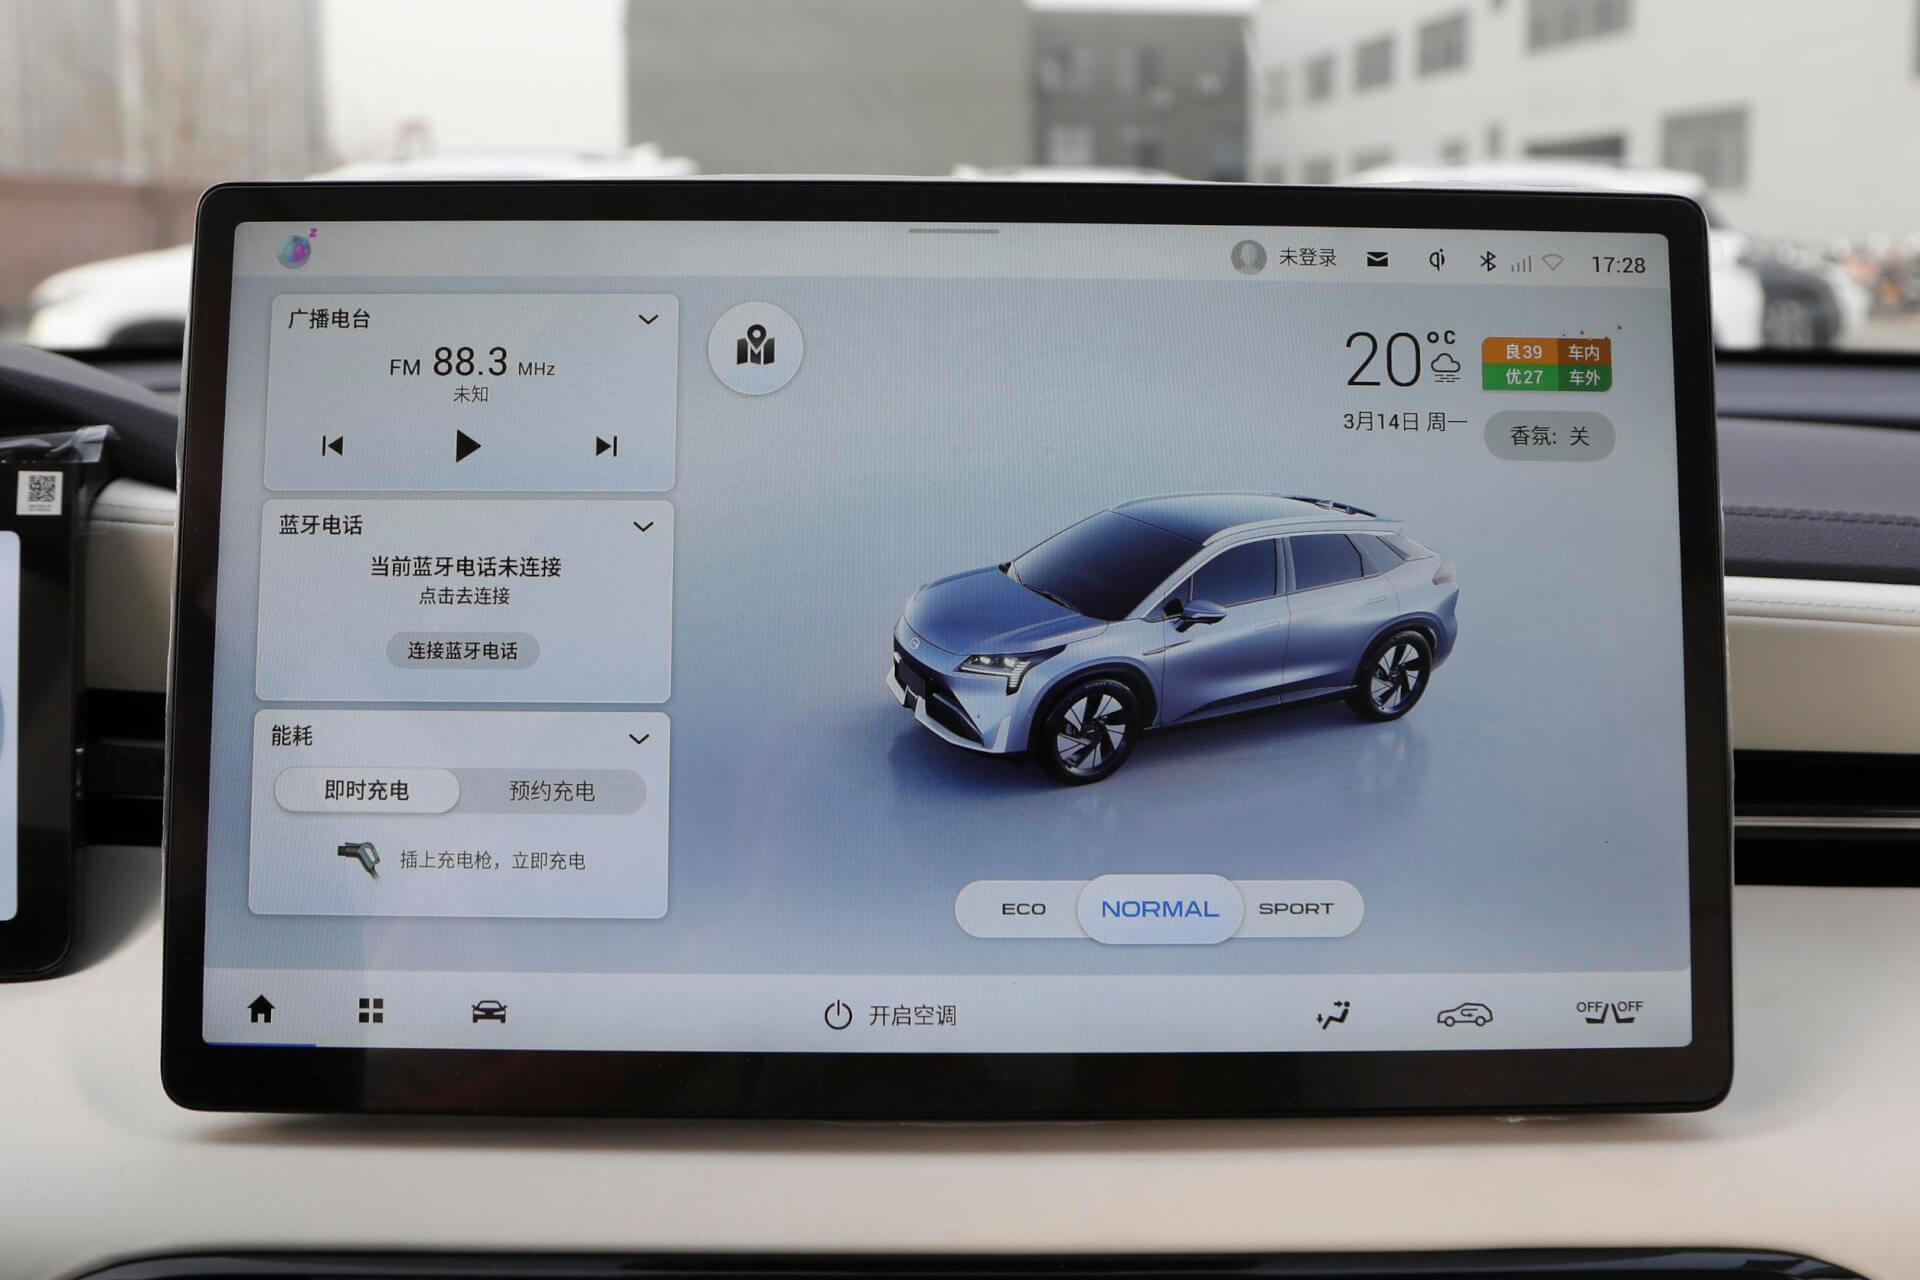 z
未登录
17:28
广播电台
FM 88.3 MHz
未知
20°C
良39 车内
优27 车外
3月14日 周一
香氛: 关
蓝牙电话
当前蓝牙电话未连接
点击去连接
连接蓝牙电话
能耗
即时充电 预约充电
插上充电枪，立即充电
ECO NORMAL SPORT
开启空调
OFF OFF